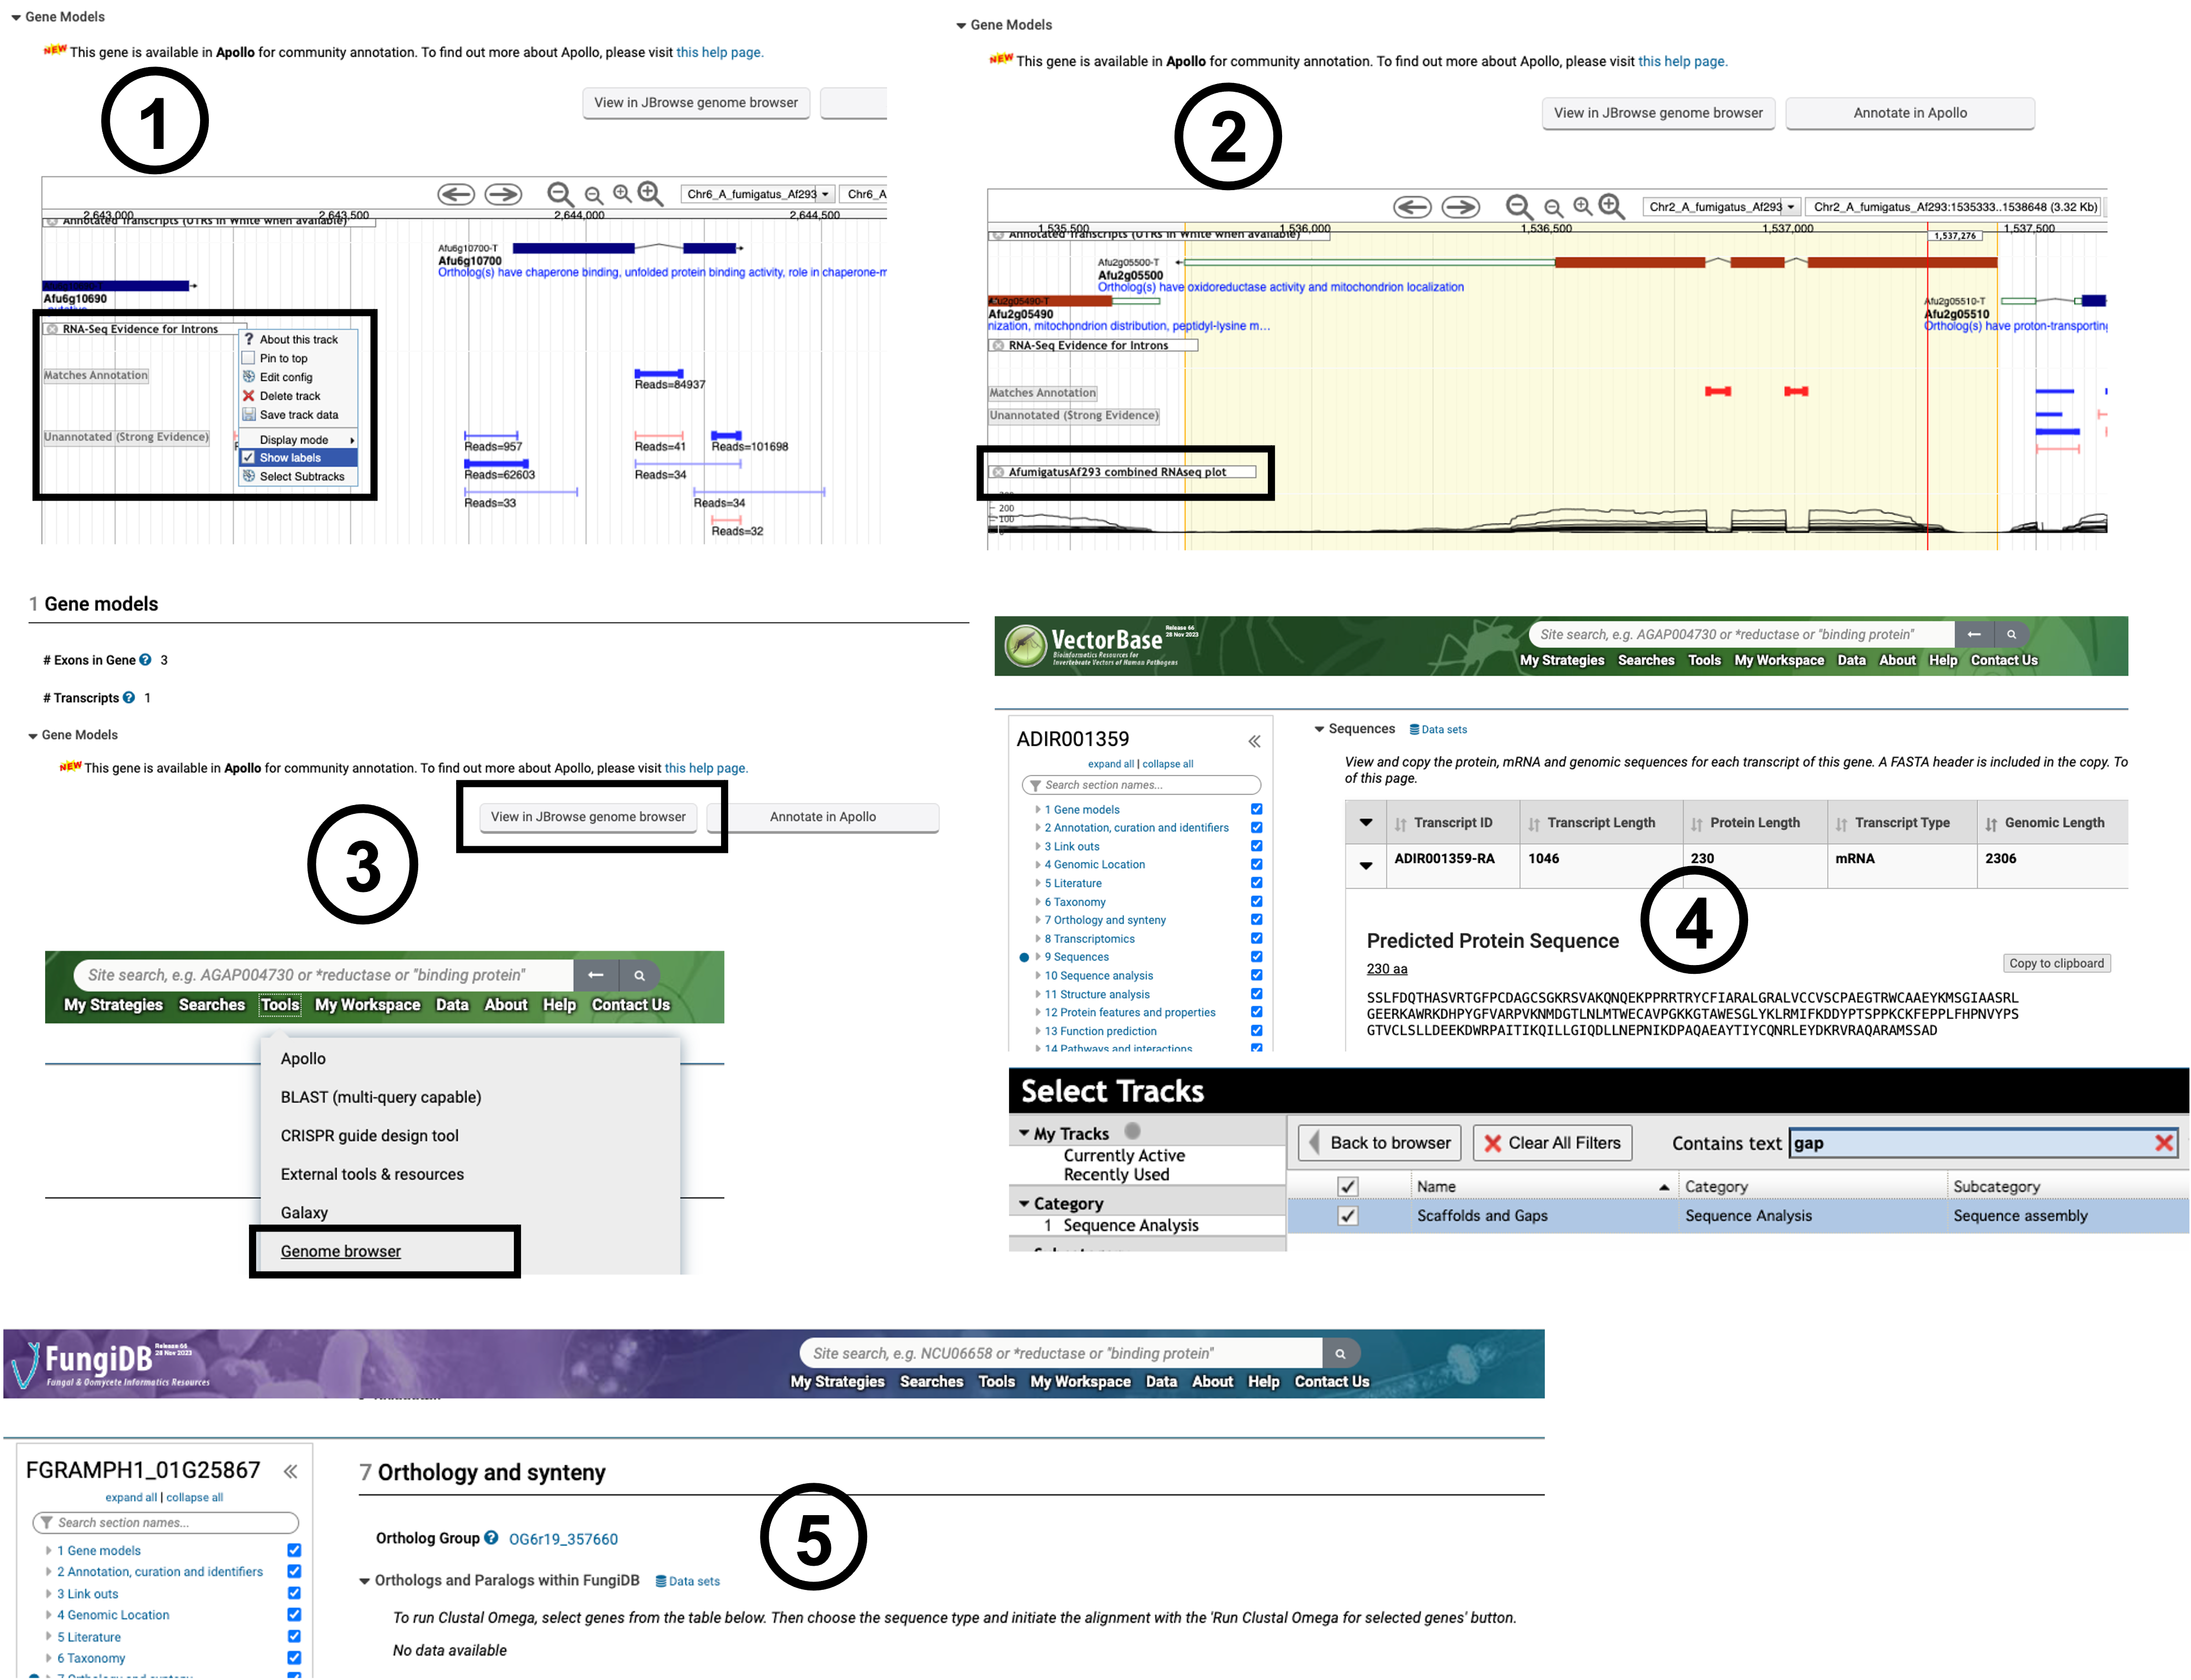 Gene Models
NEW This gene is available in Apollo for community annotation. To find out more about Apollo, please visit this help page.
1
View in JBrowse genome browser
Chr6_A_fumigatus_Af293
Chr6_A
2,643,000
2,643,500
2,644,000
2,644,500
Annotated Transcripts (UTRs in White when available)
Afu6g10700-T
Afu6g10700
Ortholog(s) have chaperone binding, unfolded protein binding activity, role in chaperone-m
Afu6g10690
putative
RNA-Seq Evidence for Introns
? About this track
Pin to top
Matches Annotation
Edit config
Reads=84937
Delete track
Save track data
Unannotated (Strong Evidence)
Display mode
Show labels
Select Subtracks
Reads=957
Reads=41
Reads=101698
Reads=62603
Reads=34
Reads=33
Reads=34
Reads=32
Gene Models
NEW This gene is available in Apollo for community annotation. To find out more about Apollo, please visit this help page.
2
View in JBrowse genome browser
Annotate in Apollo
Chr2_A_fumigatus_Af293
Chr2_A_fumigatus_Af293:1535333..1538648 (3.32 Kb)
1,535,500
1,536,000
1,536,500
1,537,000
1,537,276
1,537,500
Annotated Transcripts (UTRs in White when available)
Afu2g05500-T
Afu2g05500
Ortholog(s) have oxidoreductase activity and mitochondrion localization
Afu2g05490-T
Afu2g05490
nization, mitochondrion distribution, peptidyl-lysine m...
Afu2g05510-T
Afu2g05510
Ortholog(s) have proton-transporting
RNA-Seq Evidence for Introns
Matches Annotation
Unannotated (Strong Evidence)
AfumigatusAf293 combined RNAseq plot
200
100
1 Gene models
# Exons in Gene ? 3
# Transcripts ? 1
Gene Models
NEW This gene is available in Apollo for community annotation. To find out more about Apollo, please visit this help page.
3
View in JBrowse genome browser
Annotate in Apollo
Site search, e.g. AGAP004730 or *reductase or "binding protein"
My Strategies Searches Tools My Workspace Data About Help Contact Us
Apollo
BLAST (multi-query capable)
CRISPR guide design tool
External tools & resources
Galaxy
Genome browser
VectorBase
Release 66
28 Nov 2023
Bioinformatics Resources for
Invertebrate Vectors of Human Pathogens
Site search, e.g. AGAP004730 or *reductase or "binding protein"
My Strategies Searches Tools My Workspace Data About Help Contact Us
ADIR001359
expand all | collapse all
Search section names...
1 Gene models
2 Annotation, curation and identifiers
3 Link outs
4 Genomic Location
5 Literature
6 Taxonomy
7 Orthology and synteny
8 Transcriptomics
9 Sequences
10 Sequence analysis
11 Structure analysis
12 Protein features and properties
13 Function prediction
14 Pathways and interactions
Sequences Data sets
View and copy the protein, mRNA and genomic sequences for each transcript of this gene. A FASTA header is included in the copy. To
of this page.
Transcript ID Transcript Length Protein Length Transcript Type Genomic Length
ADIR001359-RA 1046 230 mRNA 2306
4
Predicted Protein Sequence
230 aa
Copy to clipboard
SSLFDQTHASVRTGFPCDAGCSGKRSVAKQNQEKPPRRTRYCFIARALGRALVCCVSCPAEGTRWCAAEYKMSGIAASRL
GEERKAWRKDHPYGFVARPVKNMDGTLNLMTWECAVPGKKGTAWESGLYKLRMIFKDDYPTSPPKCKFEPPLFHPNVYPS
GTVCLSLLDEEKDWRPAITIKQILLGIQDLLNEPNIKDPAQAEAYTIYCQNRLEYDKRVRAQARAMSSAD
Select Tracks
My Tracks
Currently Active
Recently Used
Category
1 Sequence Analysis
Back to browser
Clear All Filters
Contains text gap
Name Category Subcategory
Scaffolds and Gaps Sequence Analysis Sequence assembly
FungiDB
Release 66
28 Nov 2023
Fungal & Oomycete Informatics Resources
Site search, e.g. NCU06658 or *reductase or "binding protein"
My Strategies Searches Tools My Workspace Data About Help Contact Us
FGRAMPH1_01G25867
expand all | collapse all
Search section names...
1 Gene models
2 Annotation, curation and identifiers
3 Link outs
4 Genomic Location
5 Literature
6 Taxonomy
7 Orthology and synteny
7 Orthology and synteny
5
Ortholog Group ? OG6r19_357660
Orthologs and Paralogs within FungiDB Data sets
To run Clustal Omega, select genes from the table below. Then choose the sequence type and initiate the alignment with the 'Run Clustal Omega for selected genes' button.
No data available